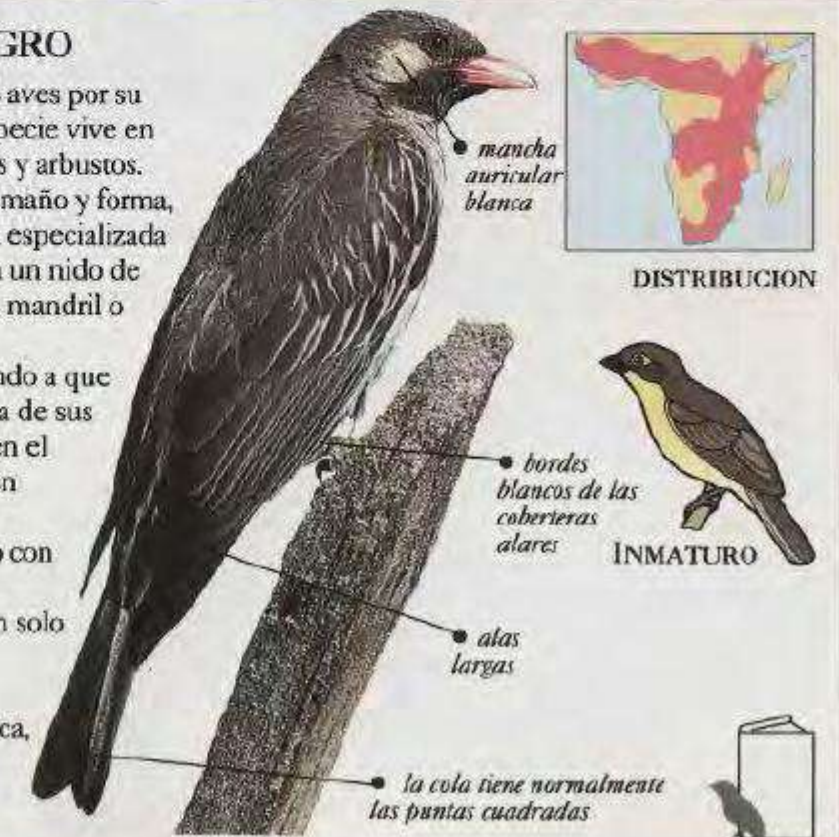 GRO
aves por su
pecie vive en
s y arbustos.
maño y forma,
especializada
un nido de
mandril o
ndo a que
a de sus
en el
n
con
n solo
ca,
mancha
auricular
blanca
DISTRIBUCION
bordes
blancos de las
coberteras
alares
INMATURO
alas
largas
la cola tiene normalmente
las puntas cuadradas